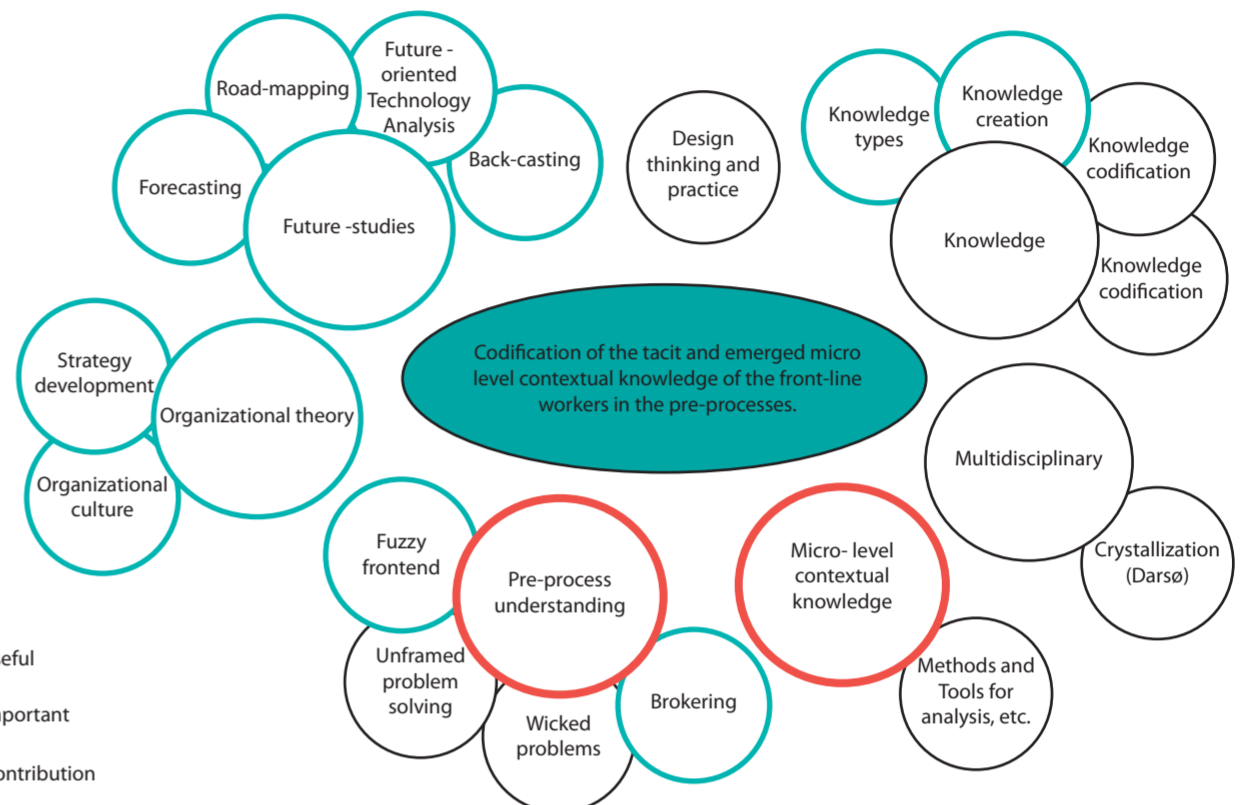 Road-mapping
Future -
oriented
Technology
Analysis
Forecasting
Back-casting
Future -studies
Design
thinking and
practice
Knowledge
types
Knowledge
creation
Knowledge
codification
Knowledge
Knowledge
codification
Strategy
development
Organizational theory
Organizational
culture
Codification of the tacit and emerged micro
level contextual knowledge of the front-line
workers in the pre-processes.
Multidisciplinary
Crystallization
(Darsø)
Fuzzy
frontend
Pre-process
understanding
Micro- level
contextual
knowledge
Unframed
problem
solving
Wicked
problems
Brokering
Methods and
Tools for
analysis, etc.
seful
portant
ontribution